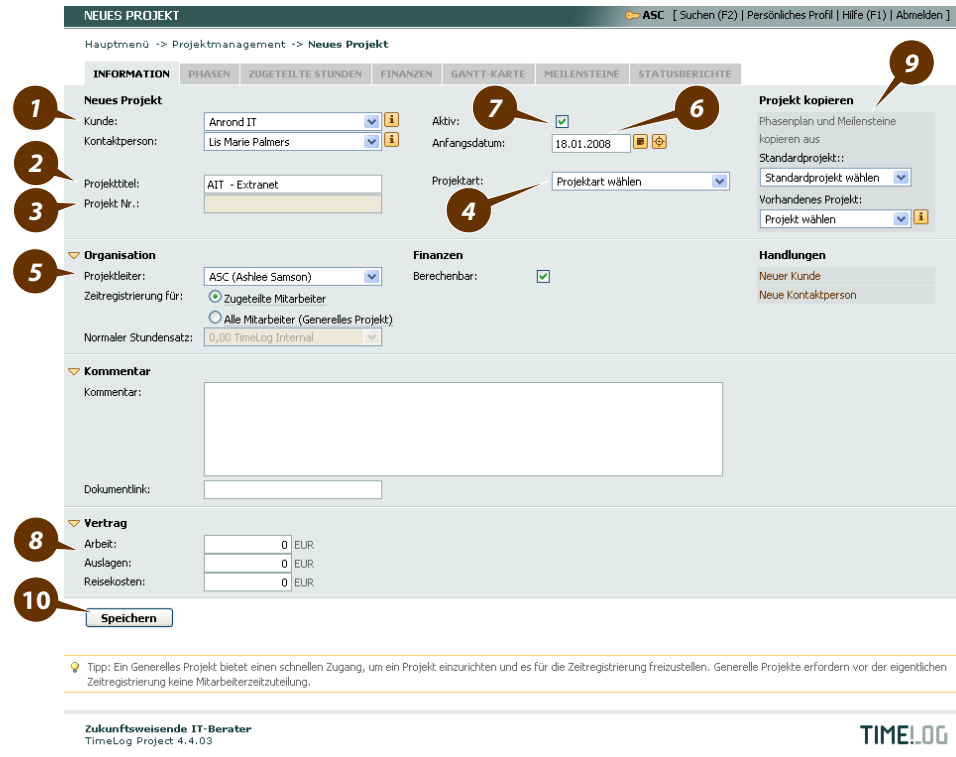 NEUES PROJEKT
ASC [ Suchen (F2) | Persönliches Profil | Hilfe (F1) | Abmelden ]
Hauptmenü -> Projektmanagement -> Neues Projekt
INFORMATION PHASEN ZUGETEILTE STUNDEN FINANZEN GANTT-KARTE MEILENSTEINE STATUSBERICHTE
9
Neues Projekt
Projekt kopieren
1
Kunde: Anrond IT i
7
Aktiv:
6
Phasenplan und Meilensteine
kopieren aus
Kontaktperson: Lis Marie Palmers i
Anfangsdatum: 18.01.2008
Standardprojekt::
2
Projekttitel: AIT - Extranet
Projektart: Projektart wählen
Standardprojekt wählen
3
Projekt Nr.:
4
Vorhandenes Projekt:
Projekt wählen i
Organisation
Finanzen
Handlungen
5
Projektleiter: ASC (Ashlee Samson)
Berechenbar:
Neuer Kunde
Zeitregistrierung für: Zugeteilte Mitarbeiter
Neue Kontaktperson
Alle Mitarbeiter (Generelles Projekt)
Normaler Stundensatz: 0,00 TimeLog Internal
Kommentar
Kommentar:
Dokumentlink:
Vertrag
8
Arbeit: 0 EUR
Auslagen: 0 EUR
Reisekosten: 0 EUR
10
Speichern
Tipp: Ein Generelles Projekt bietet einen schnellen Zugang, um ein Projekt einzurichten und es für die Zeitregistrierung freizustellen. Generelle Projekte erfordern vor der eigentlichen
Zeitregistrierung keine Mitarbeiterzeitzuteilung.
Zukunftsweisende IT-Berater
TimeLog Project 4.4.03
TIME!LOG